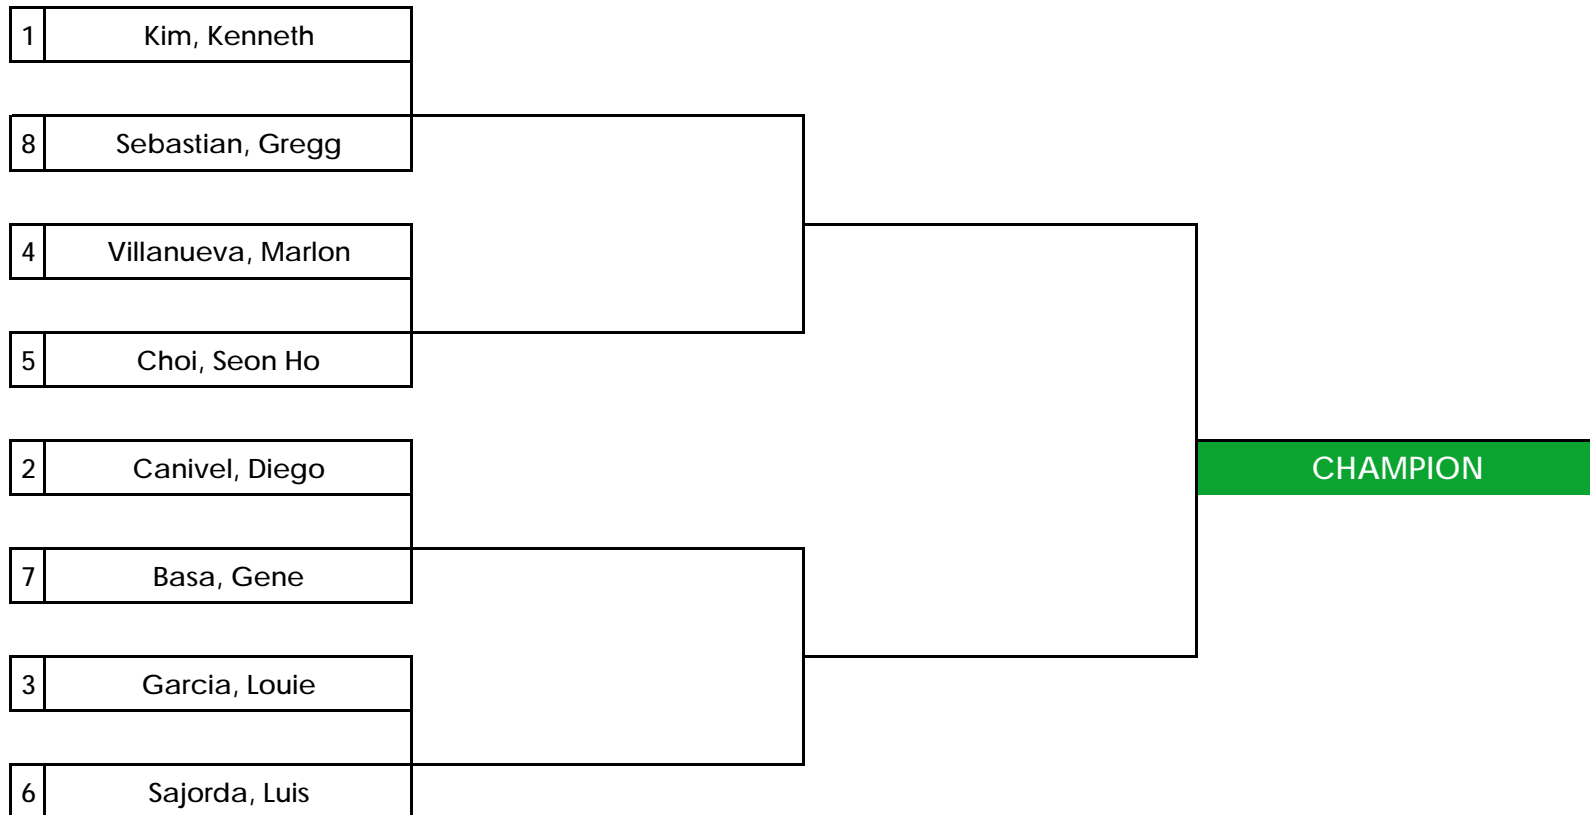 1 Kim, Kenneth
8 Sebastian, Gregg
4 Villanueva, Marlon
5 Choi, Seon Ho
2 Canivel, Diego
CHAMPION
7 Basa, Gene
3 Garcia, Louie
6 Sajorda, Luis